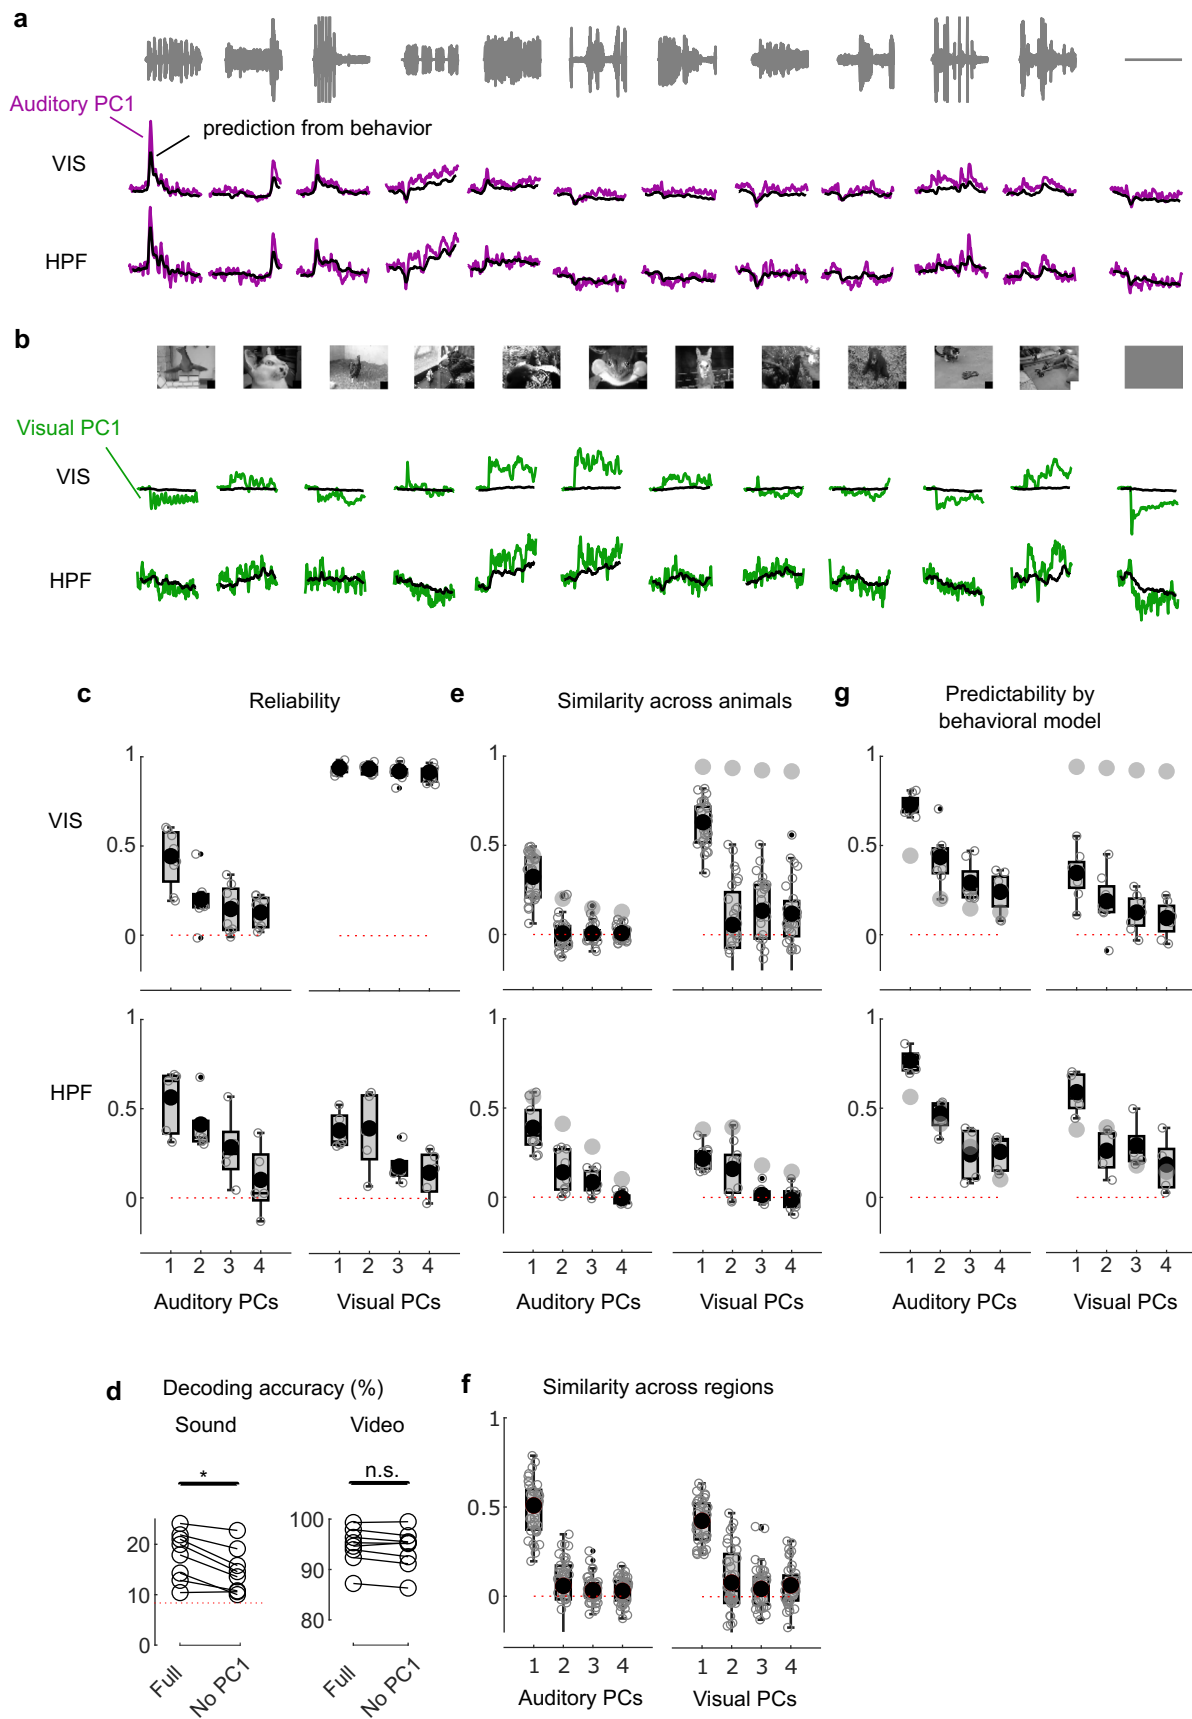 a
Auditory PC1
prediction from behavior
VIS
HPF
b
Visual PC1
VIS
HPF
c
Reliability
e
Similarity across animals
g
Predictability by
behavioral model
VIS
1
0.5
0
1
0.5
0
1
0.5
0
HPF
1
0.5
0
1
0.5
0
1
0.5
0
1 2 3 4
1 2 3 4
1 2 3 4
1 2 3 4
1 2 3 4
1 2 3 4
Auditory PCs
Visual PCs
Auditory PCs
Visual PCs
Auditory PCs
Visual PCs
d
Decoding accuracy (%)
Sound
Video
*
n.s.
20
10
0
100
90
80
Full
No PC1
Full
No PC1
f
Similarity across regions
1
0.5
0
1 2 3 4
1 2 3 4
Auditory PCs
Visual PCs